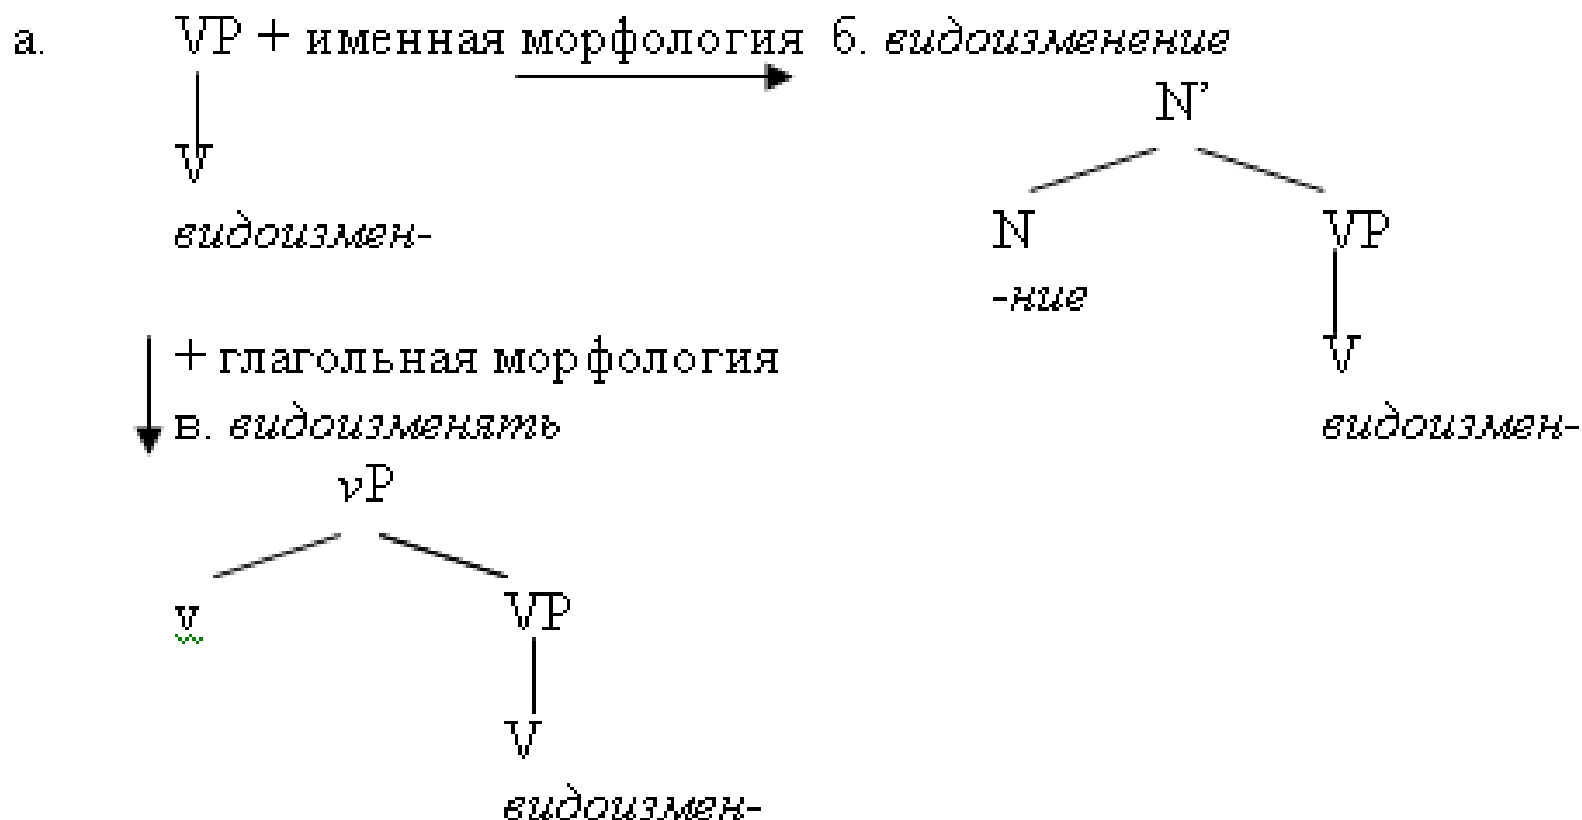 а. VP + именная морфология б. видоизменение
N’
V
видоизмен-
N VP
-ние
+ глагольная морфология V
в. видоизменять видоизмен-
vP
v VP
V
видоизмен-